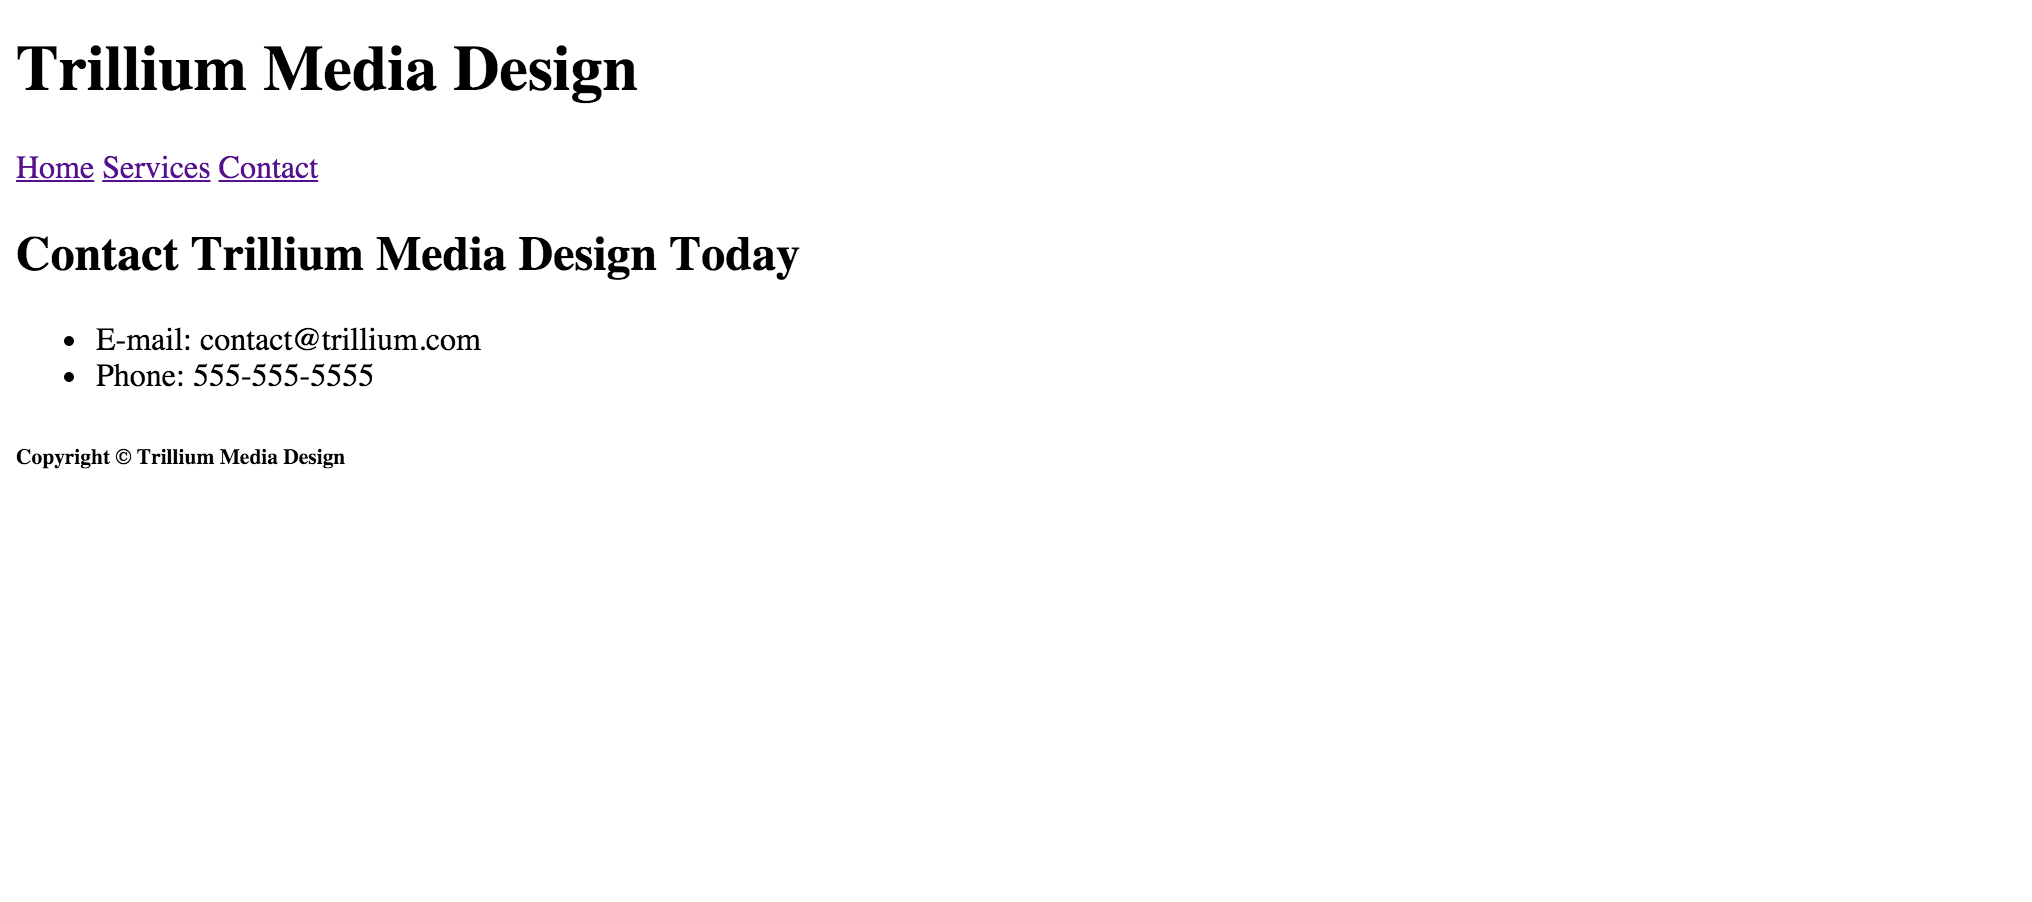 Trillium Media Design
Home Services Contact
Contact Trillium Media Design Today
• E-mail: contact@trillium.com
• Phone: 555-555-5555
Copyright © Trillium Media Design